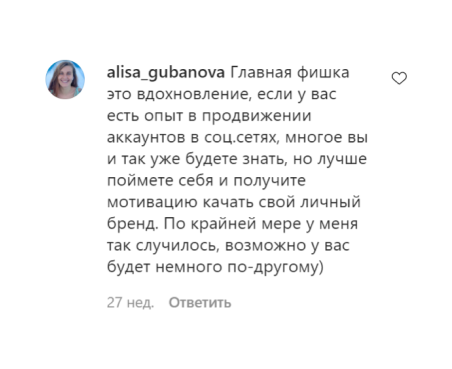 alisa_gubanova Главная фишка
это вдохновление, если у вас
есть опыт в продвижении
аккаунтов в соц.сетях, многое вы
и так уже будете знать, но лучше
поймете себя и получите
мотивацию качать свой личный
бренд. По крайней мере у меня
так случилось, возможно у вас
будет немного по-другому)
27 нед. Ответить